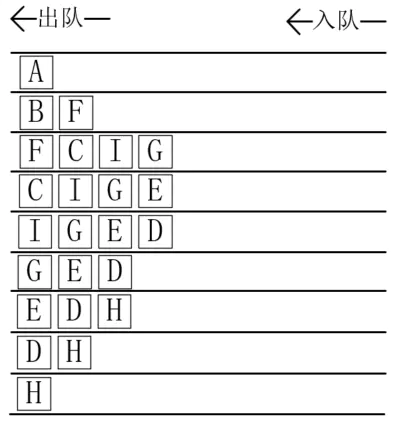 ←出队— ←入队—
A
B F
F C I G
C I G E
I G E D
G E D
E D H
D H
H